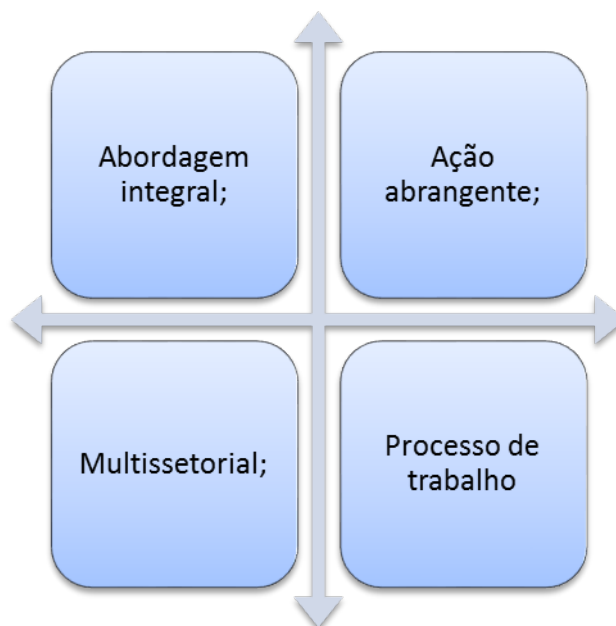 Abordagem
integral;
Ação
abrangente;
Multissetorial;
Processo de
trabalho